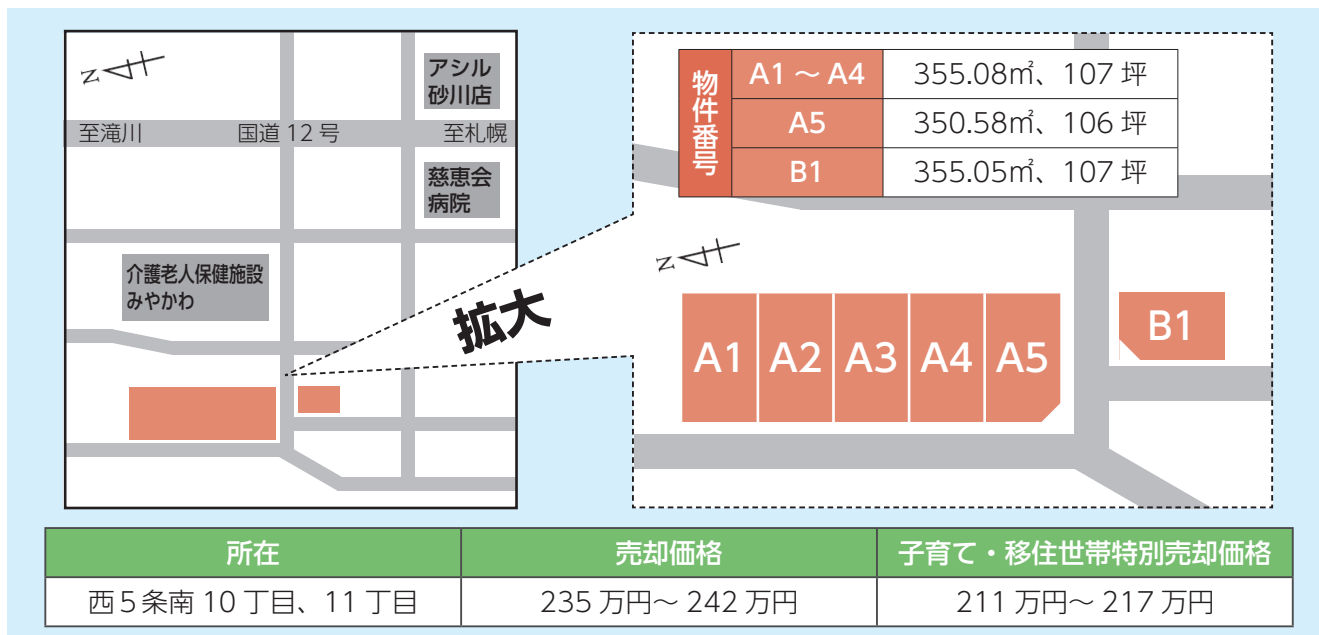 N
アシル
砂川店
至滝川 国道 12 号 至札幌
慈恵会
病院
介護老人保健施設
みやかわ
拡大
物件番号
A1 ～ A4 355.08㎡、107 坪
A5 350.58㎡、106 坪
B1 355.05㎡、107 坪
N
A1 A2 A3 A4 A5
B1
所在 売却価格 子育て・移住世帯特別売却価格
西5条南 10 丁目、11 丁目 235 万円～ 242 万円 211 万円～ 217 万円